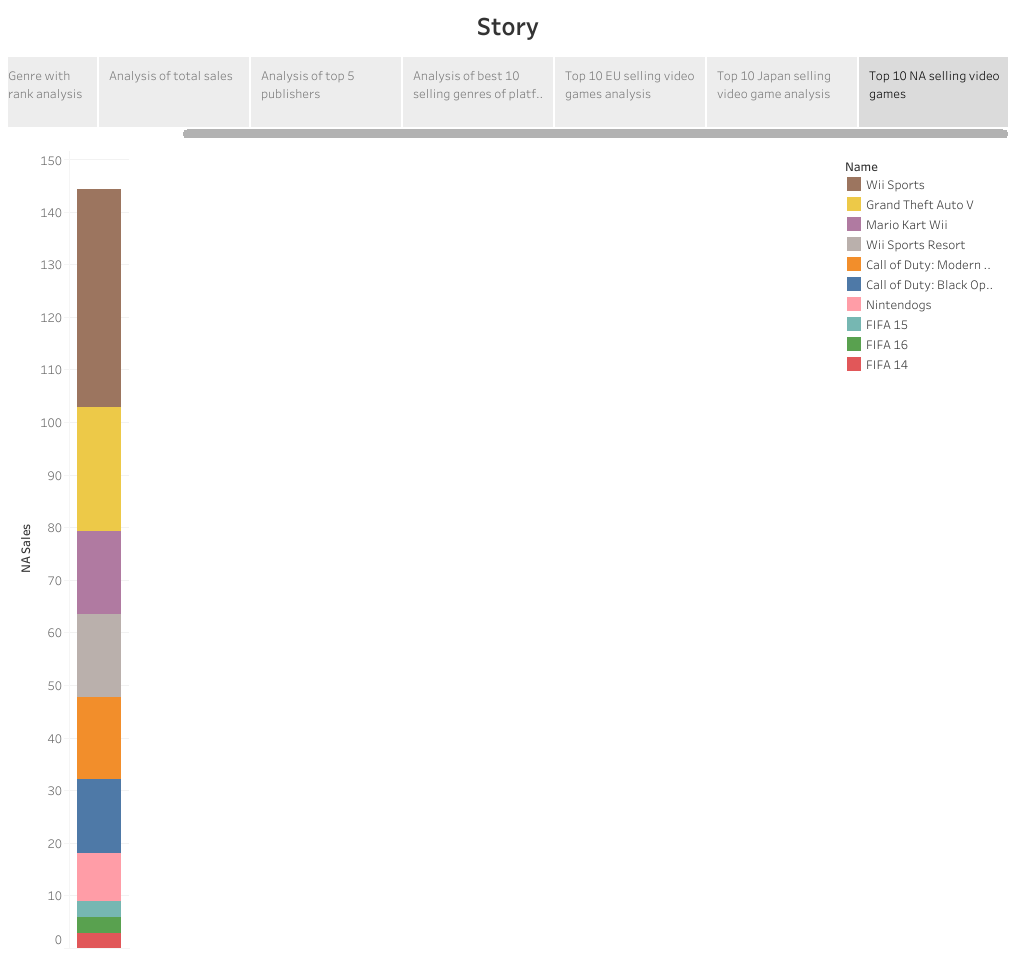 Story
Genre with
rank analysis
Analysis of total sales
Analysis of top 5
publishers
Analysis of best 10
selling genres of platf..
Top 10 EU selling video
games analysis
Top 10 Japan selling
video game analysis
Top 10 NA selling video
games
150
140
130
120
110
100
90
80
70
60
50
40
30
20
10
0
NA Sales
Name
Wii Sports
Grand Theft Auto V
Mario Kart Wii
Wii Sports Resort
Call of Duty: Modern ..
Call of Duty: Black Op..
Nintendogs
FIFA 15
FIFA 16
FIFA 14